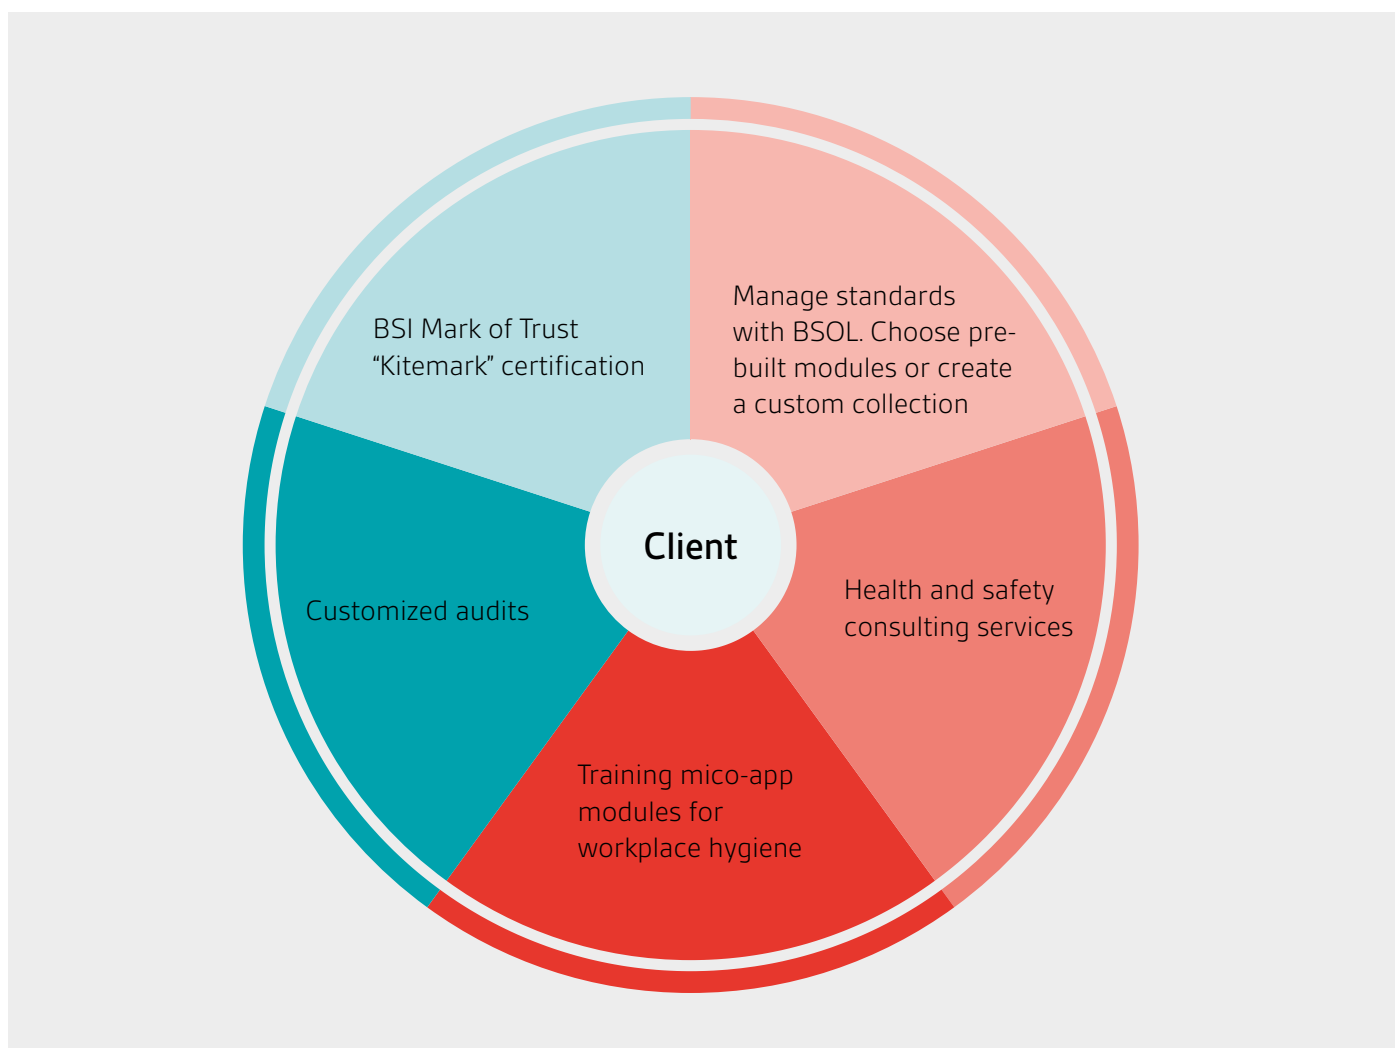 BSI Mark of Trust
“Kitemark” certification
Manage standards
with BSOL. Choose pre-
built modules or create
a custom collection
Client
Health and safety
consulting services
Customized audits
Training mico-app
modules for
workplace hygiene